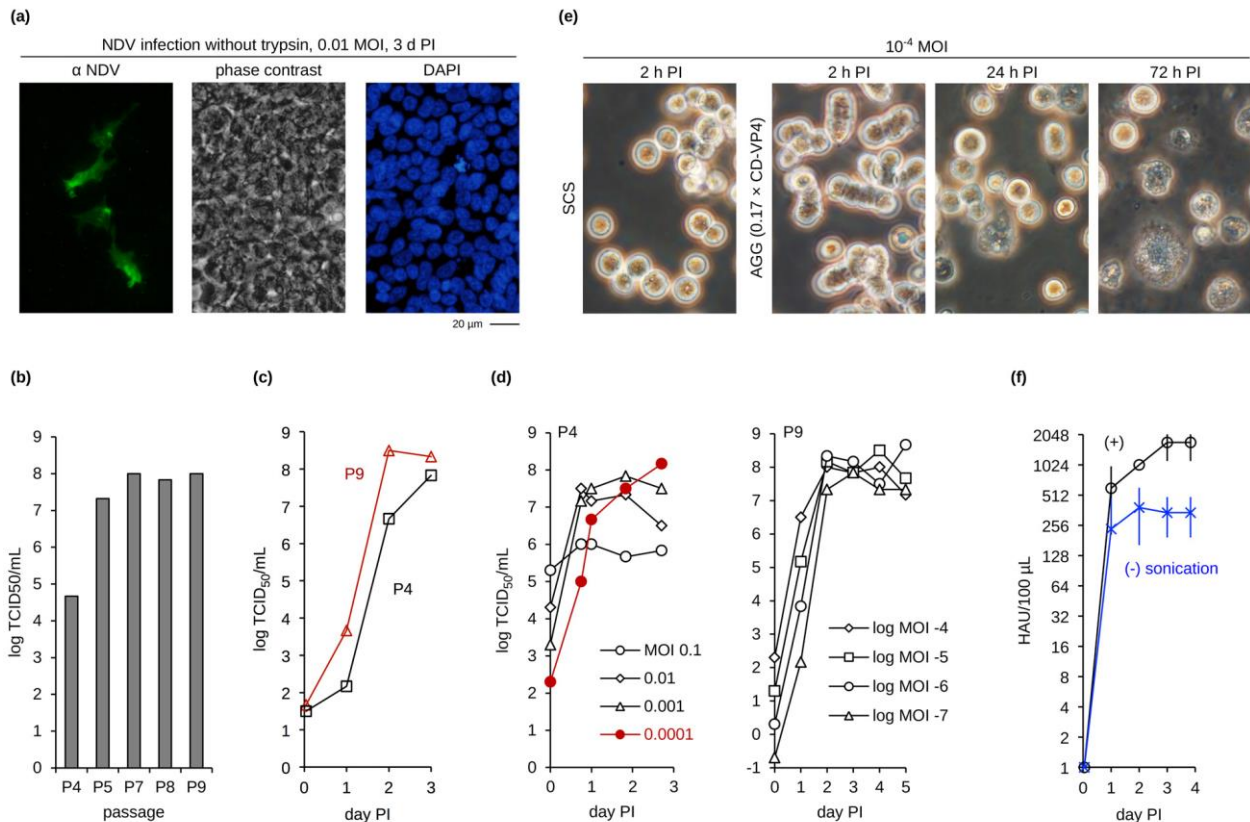 (a)
NDV infection without trypsin, 0.01 MOI, 3 d PI
α NDV phase contrast DAPI
20 µm
(e)
10⁻⁴ MOI
2 h PI 2 h PI 24 h PI 72 h PI
SCS
AGG (0.17 × CD-VP4)
(b)
log TCID50/mL
9
8
7
6
5
4
3
2
1
0
P4 P5 P7 P8 P9
passage
(c)
log TCID₅₀/mL
9
8
7
6
5
4
3
2
1
0
P9
P4
0 1 2 3
day PI
(d)
P4
log TCID₅₀/mL
9
8
7
6
5
4
3
2
1
0
MOI 0.1
0.01
0.001
0.0001
0 1 2 3
day PI
P9
9
8
7
6
5
4
3
2
1
0
-1
log MOI -4
log MOI -5
log MOI -6
log MOI -7
0 1 2 3 4 5
day PI
(f)
HAU/100 µL
2048
1024
512
256
128
64
32
16
8
4
2
1
(+)
(-) sonication
0 1 2 3 4 5
day PI